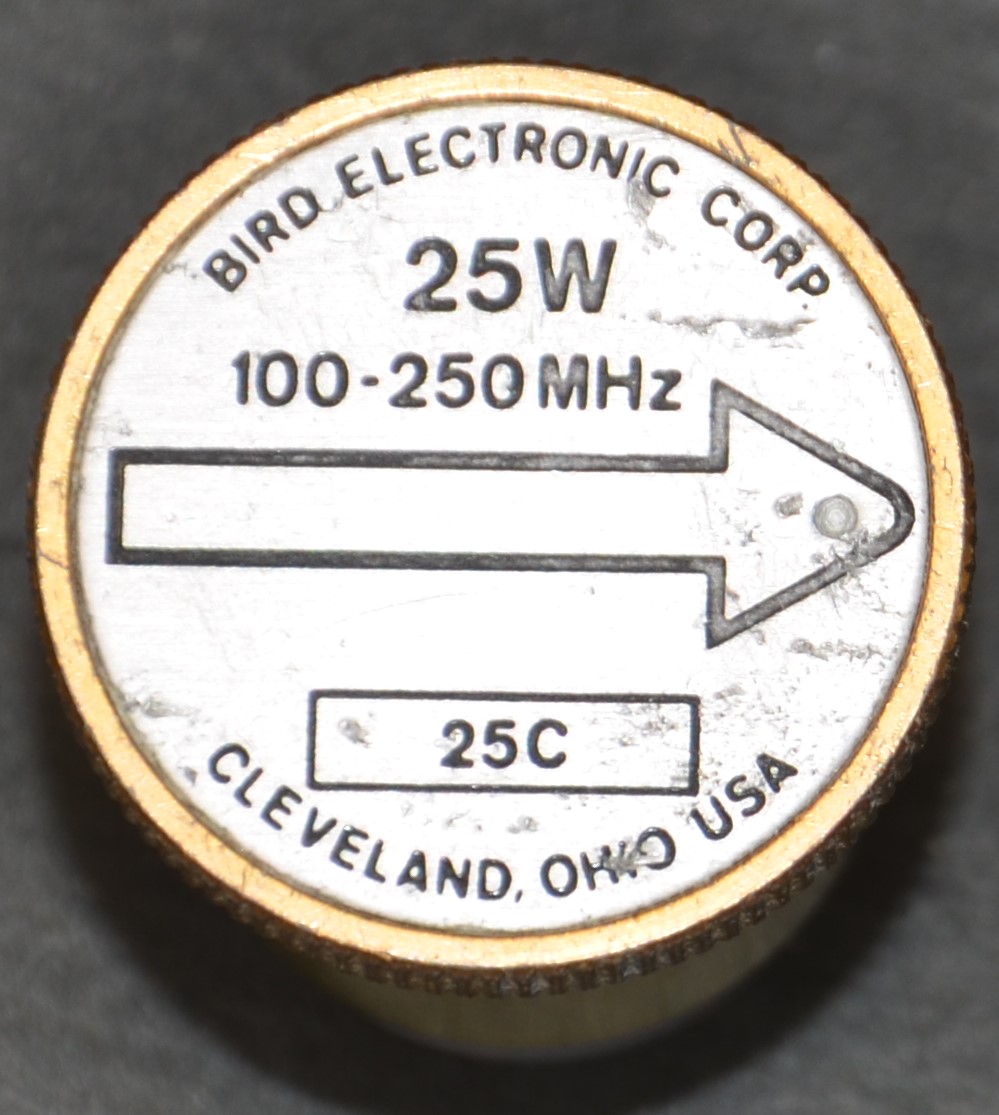 BIRD ELECTRONIC CORP.
25W
100-250MHz
25C
CLEVELAND, OHIO USA